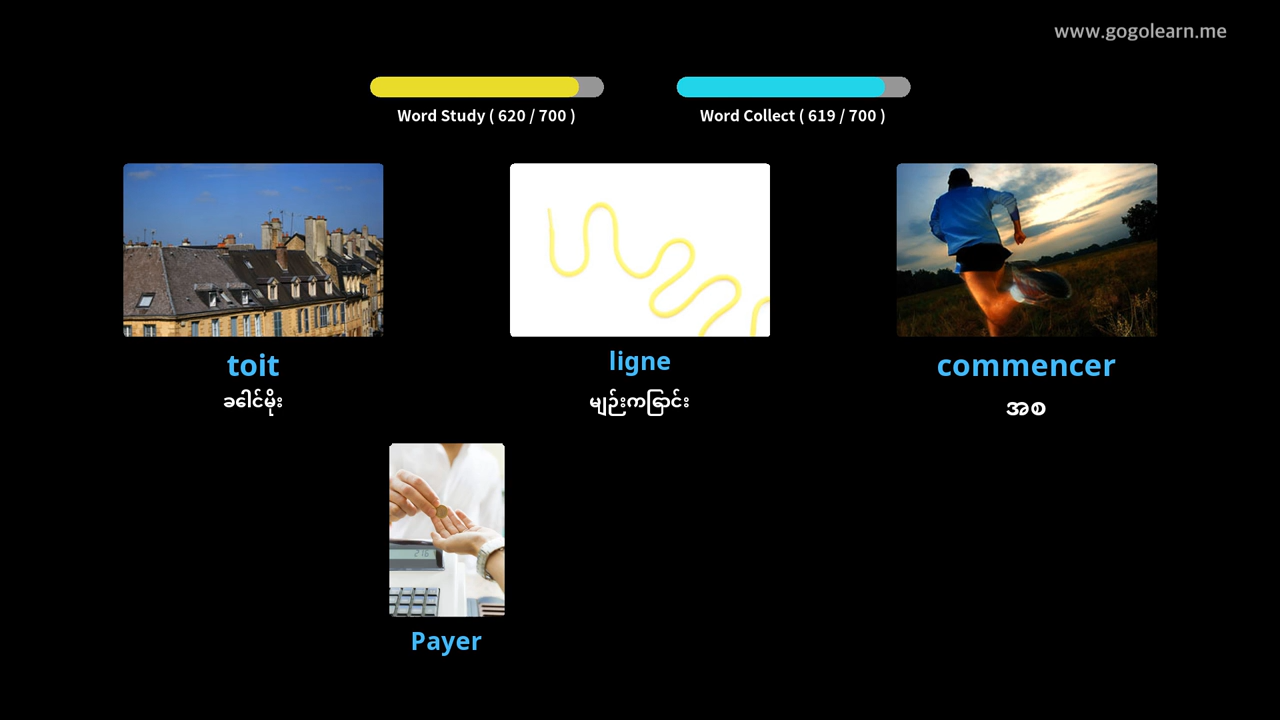 www.gogolearn.me
Word Study ( 620 / 700 )
Word Collect ( 619 / 700 )
toit
ligne
commencer
ခေါင်မိုး
မျဉ်းကြောင်း
အစ
Payer